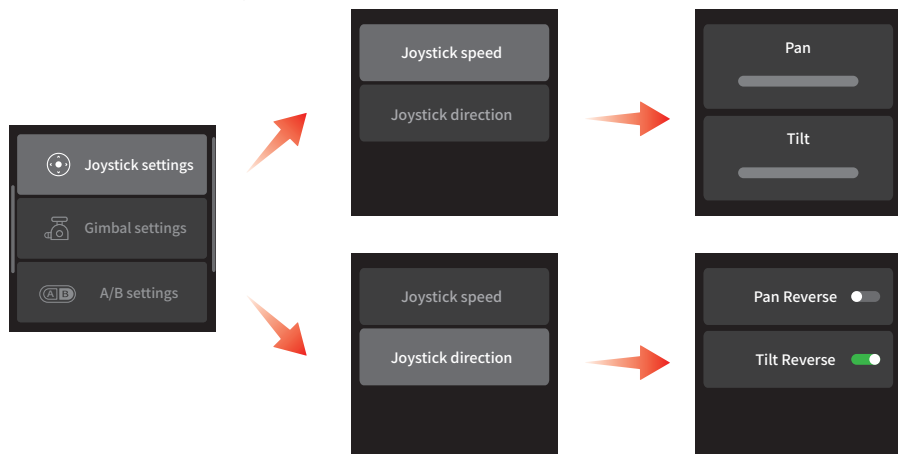 Joystick settings
Gimbal settings
A B
A/B settings
Joystick speed
Joystick direction
Pan
Tilt
Joystick speed
Joystick direction
Pan Reverse
Tilt Reverse